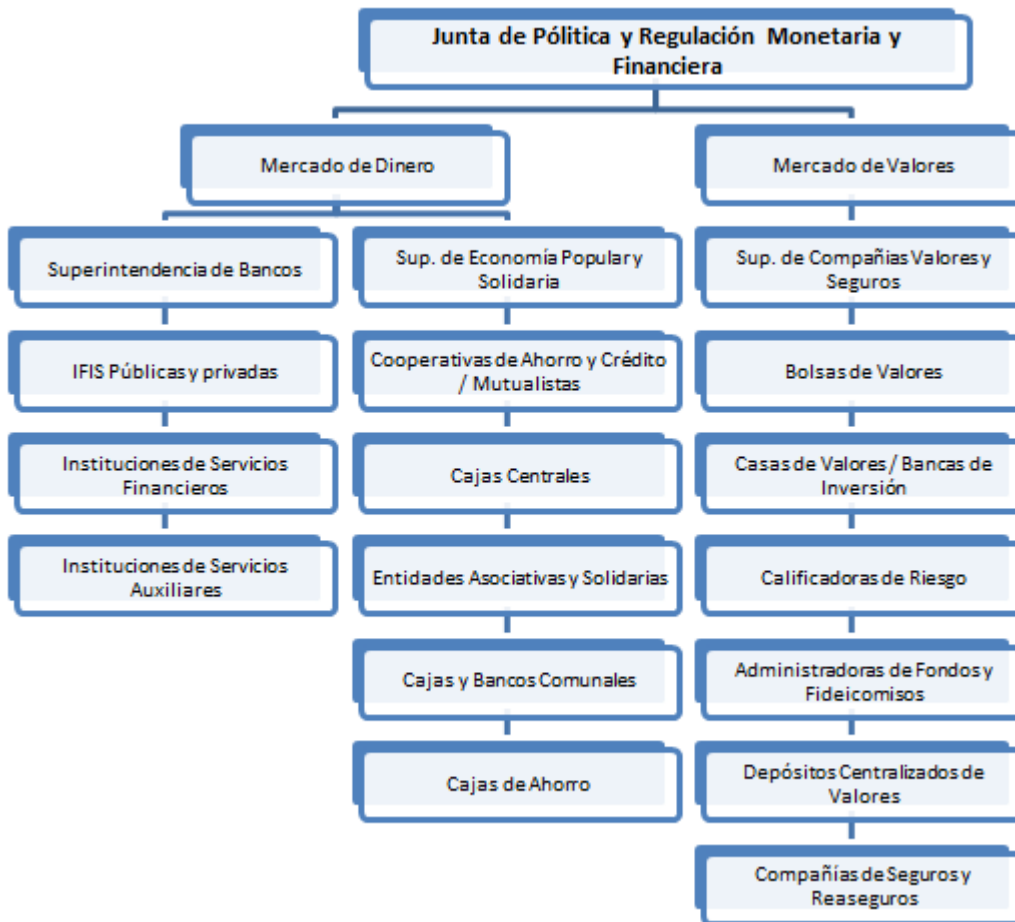 Junta de Pólitica y Regulación Monetaria y
Financiera
Mercado de Dinero
Mercado de Valores
Superintendencia de Bancos
Sup. de Economía Popular y
Solidaria
Sup. de Compañias Valores y
Seguros
IFIS Públicas y privadas
Cooperativas de Ahorro y Crédito
/ Mutualistas
Bolsas de Valores
Instituciones de Servicios
Financieros
Cajas Centrales
Casas de Valores / Bancas de
Inversión
Instituciones de Servicios
Auxiliares
Entidades Asociativas y Solidarias
Calificadoras de Riesgo
Cajas y Bancos Comunales
Administradoras de Fondos y
Fideicomisos
Cajas de Ahorro
Depósitos Centralizados de
Valores
Compañías de Seguros y
Reaseguros